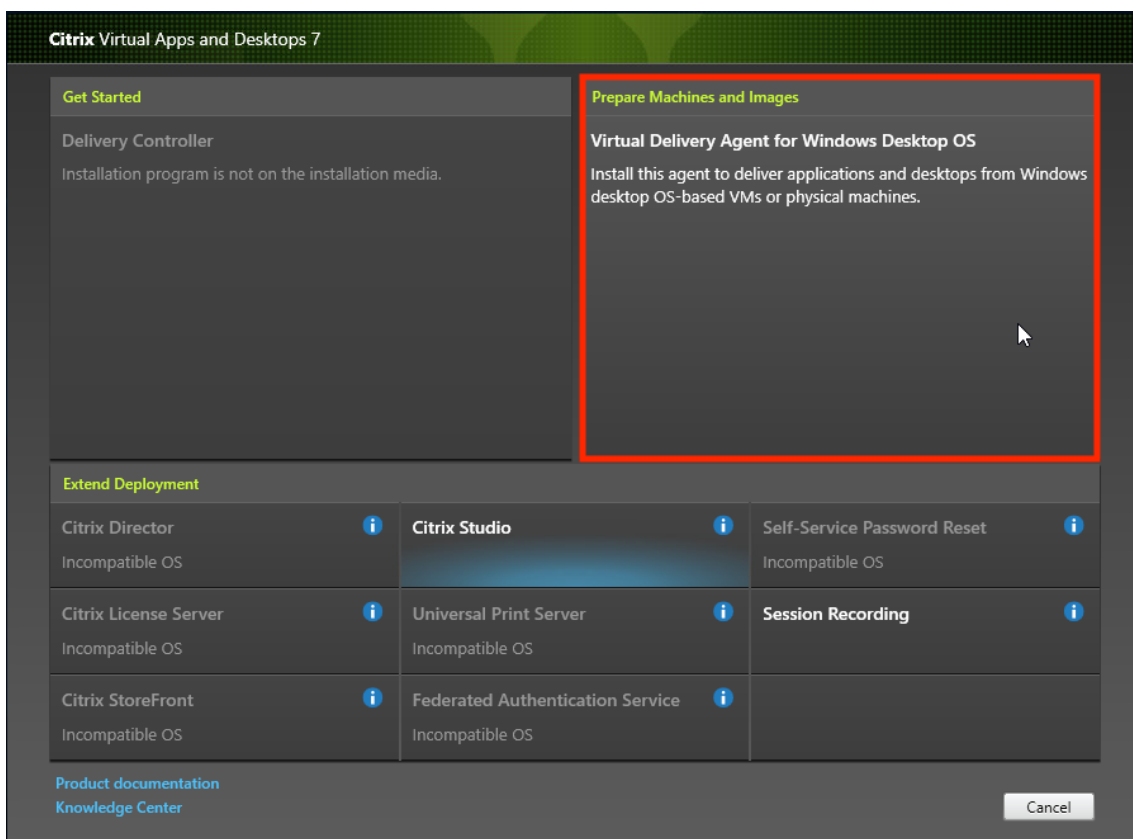 Citrix Virtual Apps and Desktops 7
Get Started
Delivery Controller
Installation program is not on the installation media.
Prepare Machines and Images
Virtual Delivery Agent for Windows Desktop OS
Install this agent to deliver applications and desktops from Windows
desktop OS-based VMs or physical machines.
Extend Deployment
Citrix Director
Incompatible OS
Citrix Studio
Self-Service Password Reset
Incompatible OS
Citrix License Server
Incompatible OS
Universal Print Server
Incompatible OS
Session Recording
Citrix StoreFront
Incompatible OS
Federated Authentication Service
Incompatible OS
Product documentation
Knowledge Center
Cancel